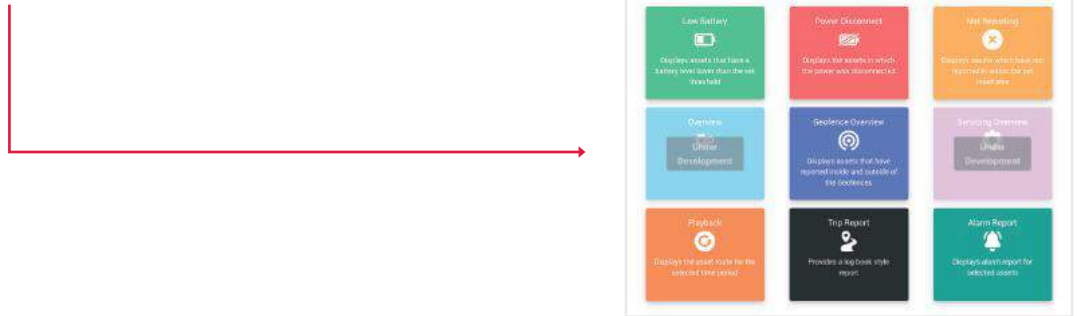 Low Battery
Displays assets that have a
battery level lower than the set
threshold
Power Disconnect
Displays the assets in which
the power was disconnected
Not Reporting
Displays assets which have not
reported in within the set
Overview
Under
Development
Geofence Overview
Displays assets that have
reported inside and outside of
the Geofences
Servicing Overview
Under
Development
Playback
Displays the asset route for the
selected time period
Trip Report
Provides a log book style
report
Alarm Report
Displays alarm report for
selected assets